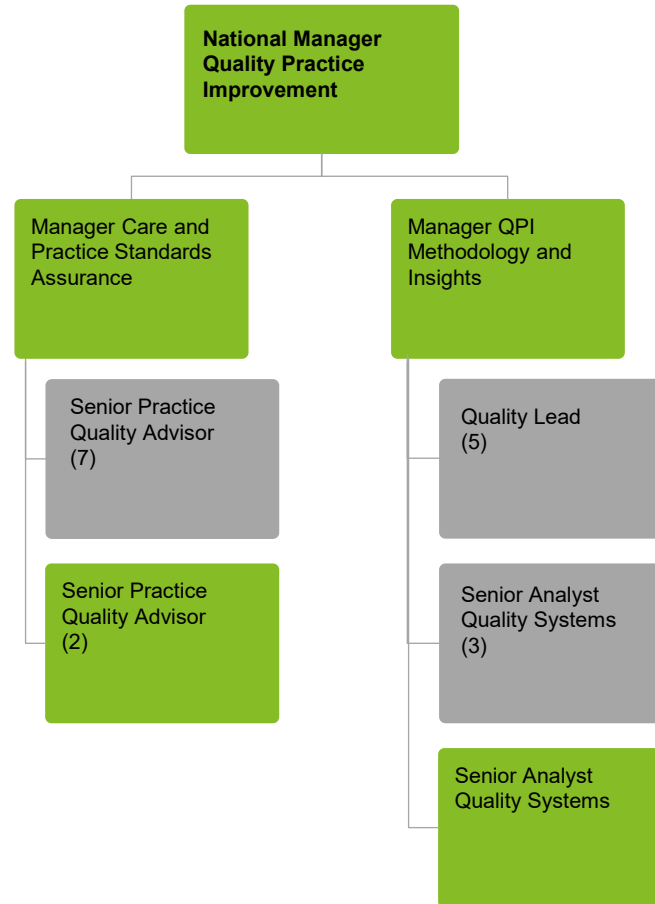 National Manager
Quality Practice
Improvement
Manager Care and
Practice Standards
Assurance
Manager QPI
Methodology and
Insights
Senior Practice
Quality Advisor
(7)
Quality Lead
(5)
Senior Practice
Quality Advisor
(2)
Senior Analyst
Quality Systems
(3)
Senior Analyst
Quality Systems